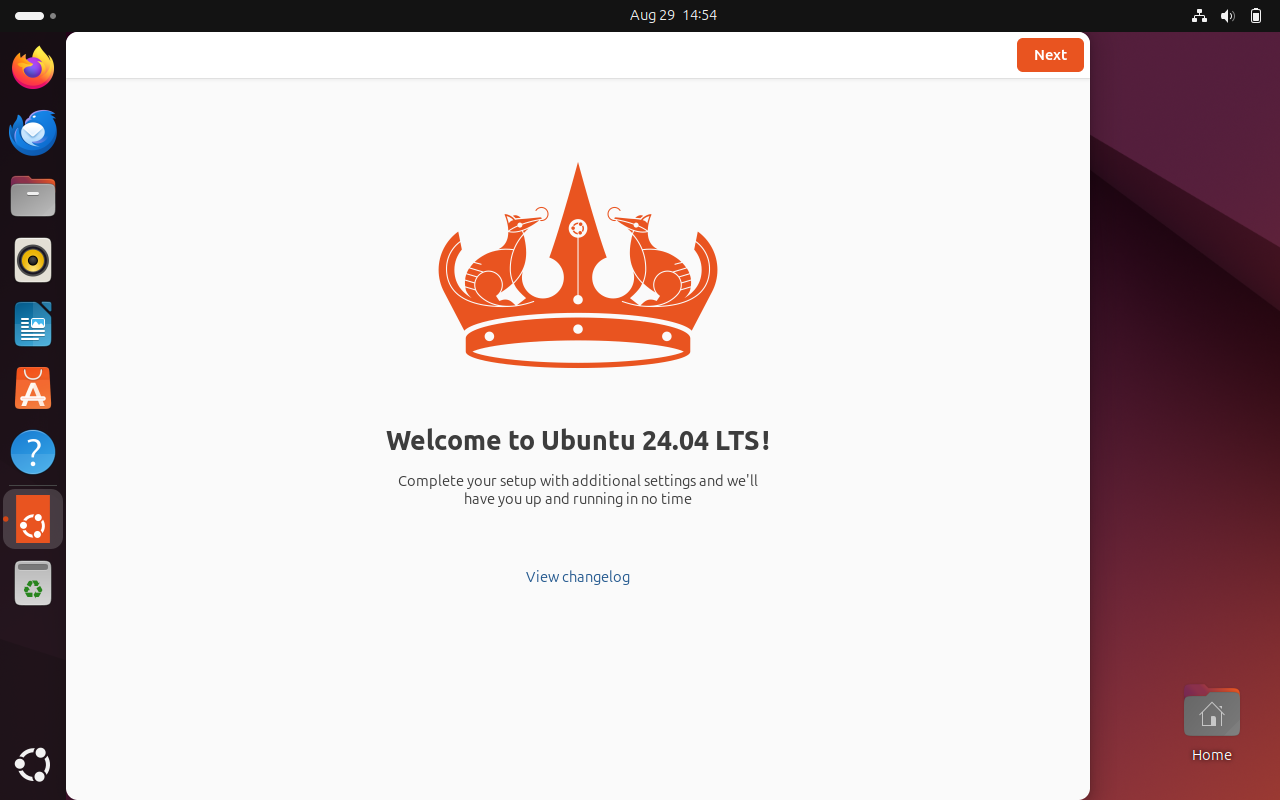 Aug 29 14:54
Next
Welcome to Ubuntu 24.04 LTS!
Complete your setup with additional settings and we'll
have you up and running in no time
View changelog
Home